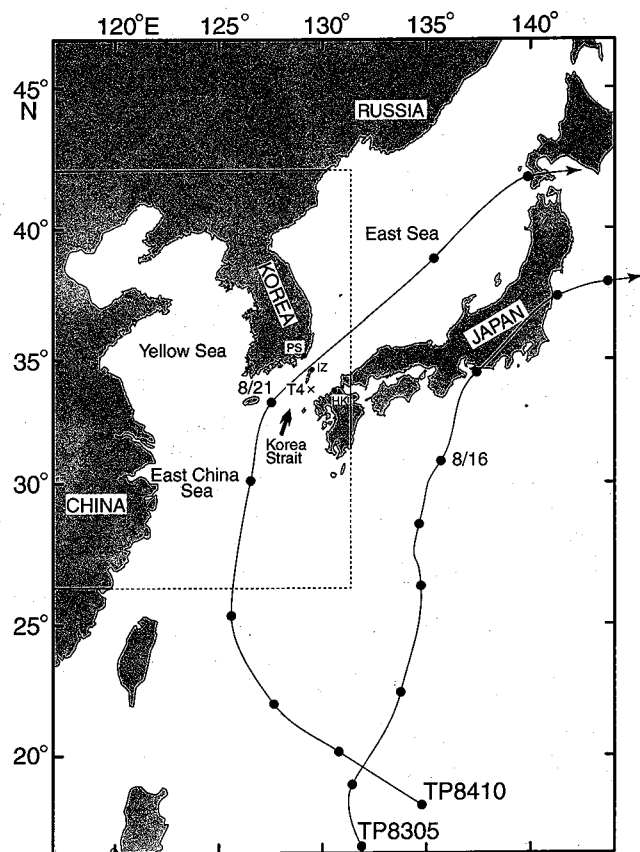 120°E 125° 130° 135° 140°
45°
N
RUSSIA
40°
East Sea
KOREA
JAPAN
PS
Yellow Sea
35°
IZ
8/21
T4×
HK
Korea
Strait
8/16
East China
Sea
30°
CHINA
25°
20°
TP8410
TP8305